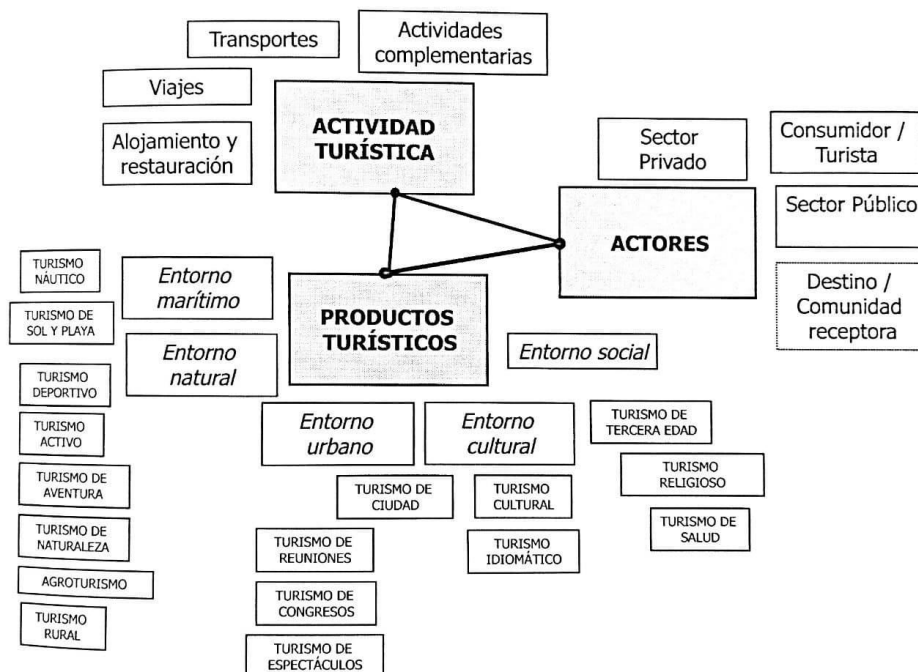 Transportes
Actividades
complementarias
Viajes
ACTIVIDAD
TURÍSTICA
Alojamiento y
restauración
Sector
Privado
Consumidor /
Turista
Sector Público
ACTORES
Destino /
Comunidad
receptora
TURISMO
NÁUTICO
Entorno
marítimo
TURISMO DE
SOL Y PLAYA
PRODUCTOS
TURÍSTICOS
Entorno
natural
Entorno social
TURISMO
DEPORTIVO
TURISMO
ACTIVO
Entorno
urbano
Entorno
cultural
TURISMO DE
TERCERA EDAD
TURISMO DE
AVENTURA
TURISMO DE
CIUDAD
TURISMO
CULTURAL
TURISMO
RELIGIOSO
TURISMO DE
NATURALEZA
TURISMO DE
REUNIONES
TURISMO
IDIOMÁTICO
TURISMO DE
SALUD
AGROTURISMO
TURISMO DE
CONGRESOS
TURISMO
RURAL
TURISMO DE
ESPECTÁCULOS